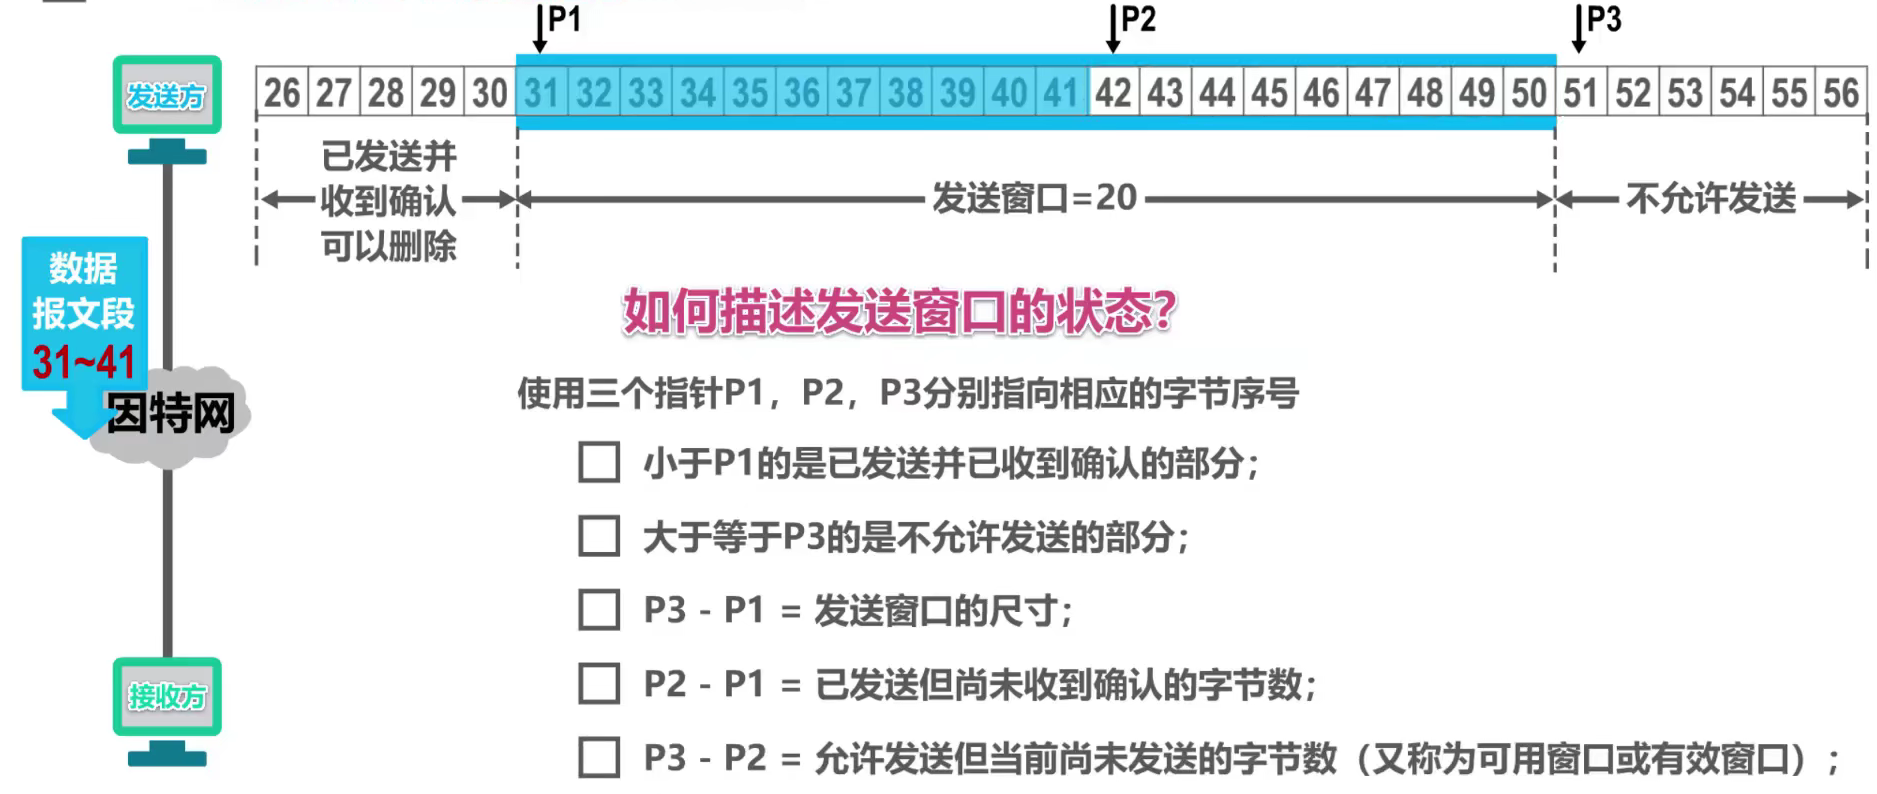 P1 P2 P3
发送方
26 27 28 29 30 31 32 33 34 35 36 37 38 39 40 41 42 43 44 45 46 47 48 49 50 51 52 53 54 55 56
已发送并
收到确认
可以删除
发送窗口=20
不允许发送
数据
报文段
31~41
因特网
接收方
如何描述发送窗口的状态？
使用三个指针P1，P2，P3分别指向相应的字节序号
小于P1的是已发送并已收到确认的部分；
大于等于P3的是不允许发送的部分；
P3 - P1 = 发送窗口的尺寸；
P2 - P1 = 已发送但尚未收到确认的字节数；
P3 - P2 = 允许发送但当前尚未发送的字节数（又称为可用窗口或有效窗口）；